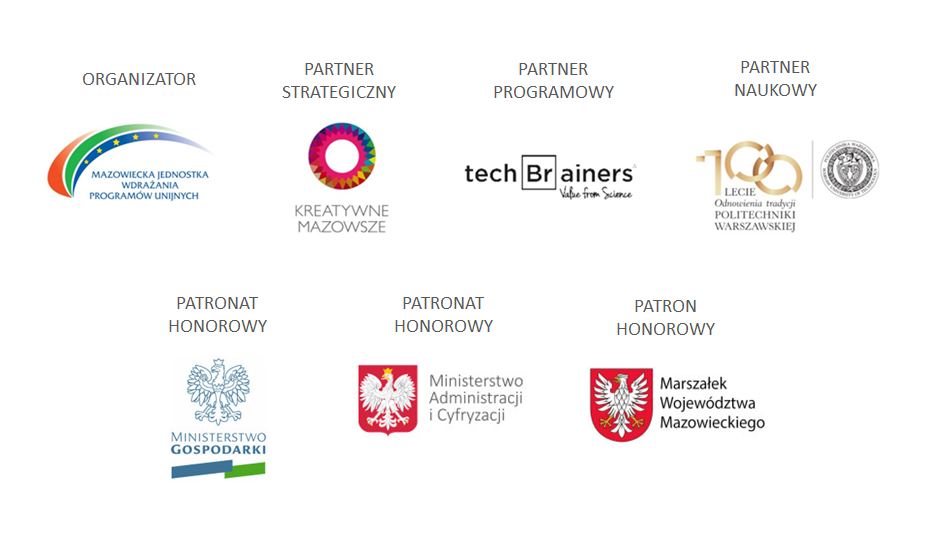 ORGANIZATOR
MAZOWIECKA JEDNOSTKA
WDRAŻANIA
PROGRAMÓW UNIJNYCH
PARTNER
STRATEGICZNY
KREATYWNE
MAZOWSZE
PARTNER
PROGRAMOWY
techBrainers
Value from Science
PARTNER
NAUKOWY
100
LECIE
Odnowienia tradycji
POLITECHNIKI
WARSZAWSKIEJ
PATRONAT
HONOROWY
MINISTERSTWO
GOSPODARKI
PATRONAT
HONOROWY
Ministerstwo
Administracji
i Cyfryzacji
PATRON
HONOROWY
Marszałek
Województwa
Mazowieckiego